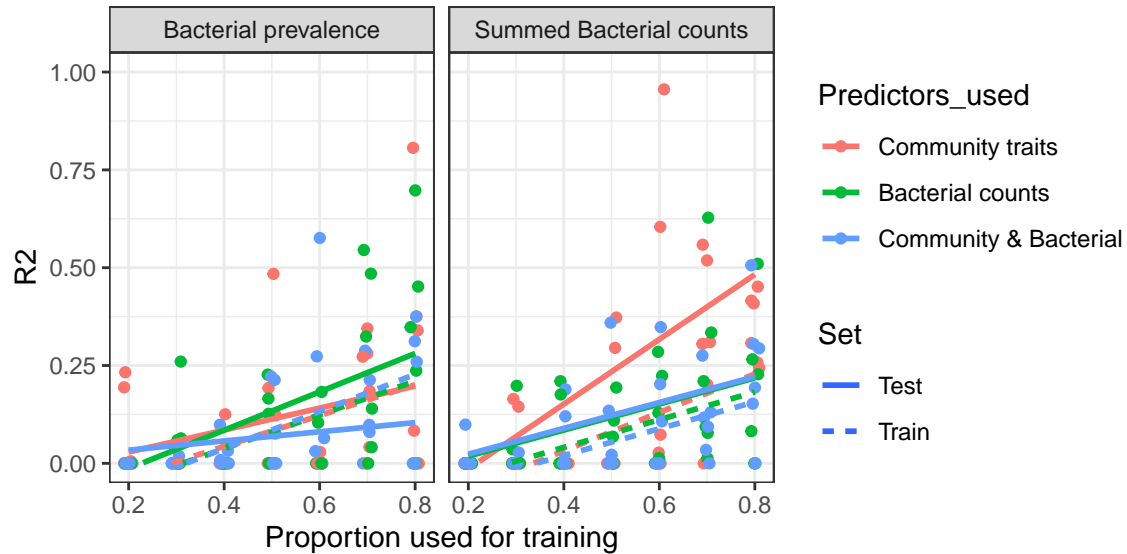 Bacterial prevalence
Summed Bacterial counts
1.00
0.75
0.50
0.25
0.00
R2
0.2
0.4
0.6
0.8
0.2
0.4
0.6
0.8
Proportion used for training
Predictors_used
Community traits
Bacterial counts
Community & Bacterial
Set
Test
Train